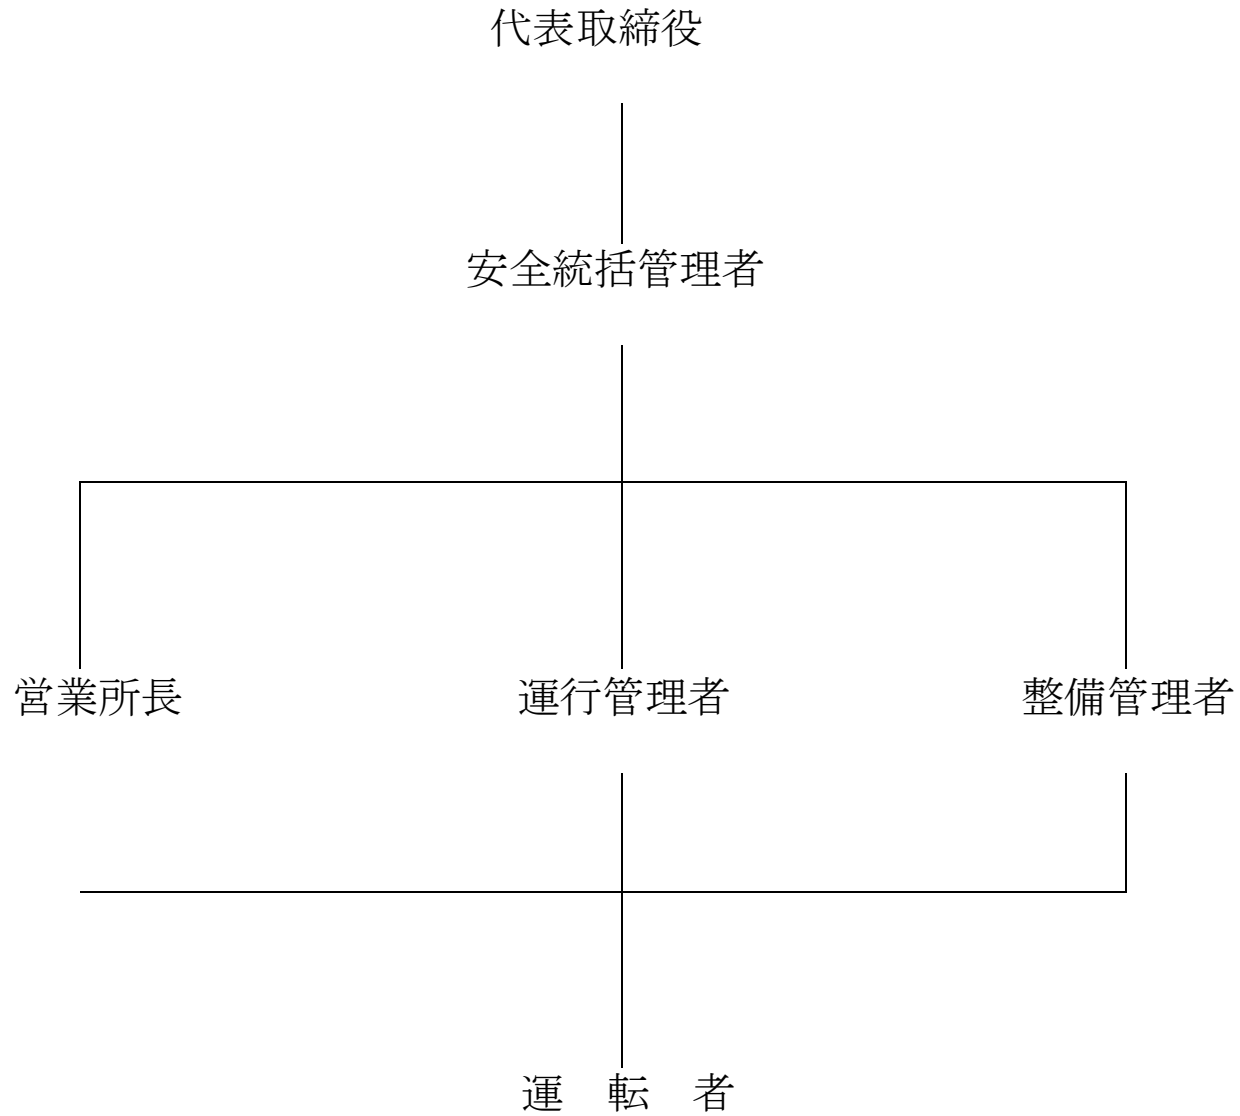 代表取締役
安全統括管理者
営業所長
運行管理者
整備管理者
運　転　者